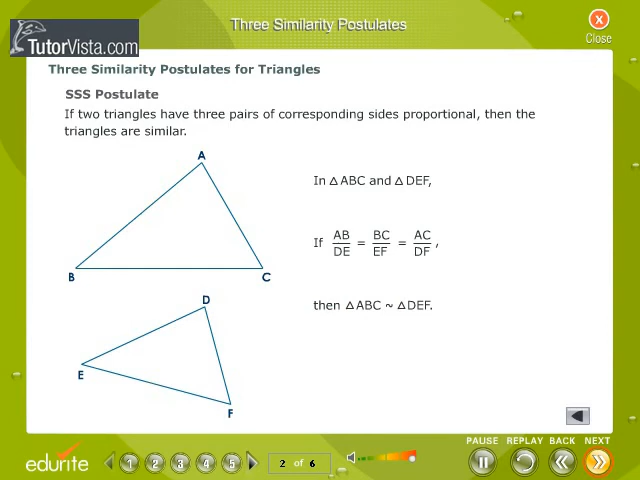 Three Similarity Postulates
x
Close
TutorVista.com
Three Similarity Postulates for Triangles
SSS Postulate
If two triangles have three pairs of corresponding sides proportional, then the
triangles are similar.
A
B
C
In △ABC and △DEF,
If AB/DE = BC/EF = AC/DF,
then △ABC ~ △DEF.
D
E
F
PAUSE REPLAY BACK NEXT
edurite
1 2 3 4 5
2 of 6